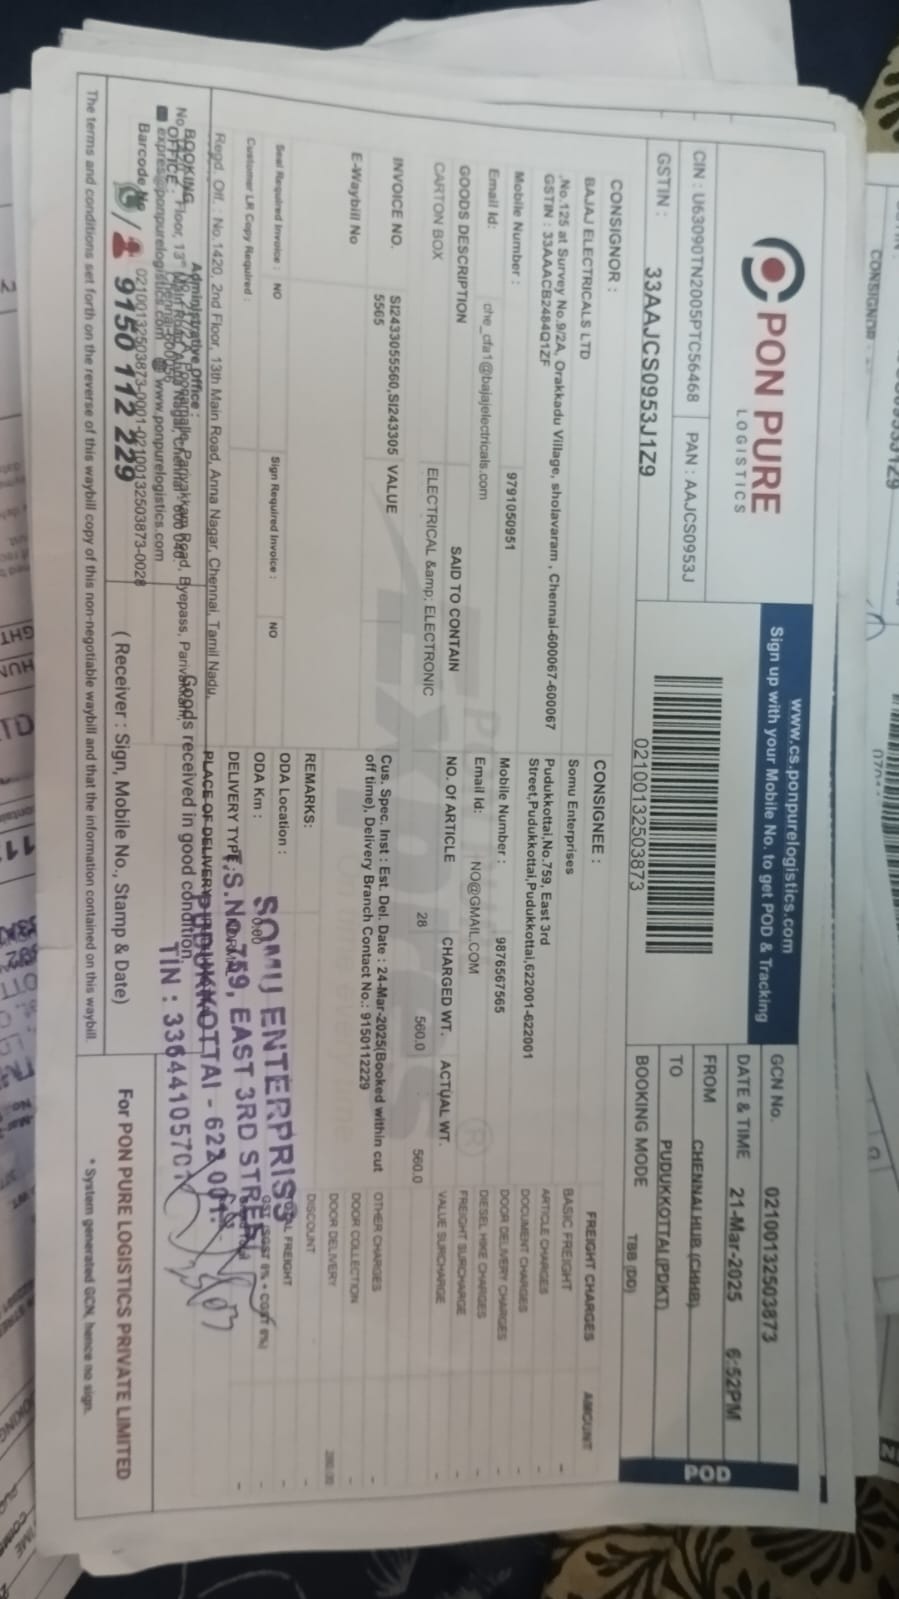 PON PURE
LOGISTICS
www.cs.ponpurelogistics.com
Sign up with your Mobile No. to get POD & Tracking
CIN : U63090TN2005PTC56468
PAN : AAJCS0953J
GSTIN :
33AAJCS0953J1Z9
02100132503873
GCN No. 02100132503873
DATE & TIME 21-Mar-2025 6:52PM
FROM CHENNAI HUB (CHHB)
TO PUDUKKOTTAI (PDKT)
BOOKING MODE TBB (DD)
POD
CONSIGNOR :
BAJAJ ELECTRICALS LTD
,No.125 at Survey No.9/2A, Orakkadu Village, sholavaram , Chennai-600067-600067
GSTIN : 33AAACB2484Q1ZF
Mobile Number : 9791050951
Email Id: che_cfa1@bajajelectricals.com
CONSIGNEE :
Somu Enterprises
Pudukkottai,No.759, East 3rd
Street,Pudukkottai,Pudukkottai,622001-622001
Mobile Number : 9876567565
Email Id: NO@GMAIL.COM
GOODS DESCRIPTION SAID TO CONTAIN
CARTON BOX ELECTRICAL &amp; ELECTRONIC
NO. Of ARTICLE CHARGED WT. ACTUAL WT.
28 560.0 560.0
INVOICE NO. SI2433055560,SI243305 VALUE
5565
E-Waybill No
Cus. Spec. Inst : Est. Del. Date : 24-Mar-2025(Booked within cut
off time), Delivery Branch Contact No.: 9150112229
Seal Required Invoice : NO
Sign Required Invoice : NO
Customer LR Copy Required :
REMARKS:
ODA Location :
ODA Km : 0.00
DELIVERY TYPE :
PLACE OF DELIVERY
FREIGHT CHARGES AMOUNT
BASIC FREIGHT -
ARTICLE CHARGES -
DOCUMENT CHARGES -
DOOR DELIVERY CHARGES -
DIESEL HIKE CHARGES -
FREIGHT SURCHARGE -
VALUE SURCHARGE -
OTHER CHARGES -
DOOR COLLECTION -
DOOR DELIVERY
DISCOUNT -
FREIGHT -
Regd. Off. : No.1420, 2nd Floor, 13th Main Road, Anna Nagar, Chennai, Tamil Nadu,
Administrative Office :
BOOKING
OFFICE :
www.ponpurelogistics.com
Barcode No 02100132503873-0001-02100132503873-0028
9150 112 229
Goods received in good condition
( Receiver : Sign, Mobile No., Stamp & Date)
SOMU ENTERPRISES
T.S.No 759, EAST 3RD STREET
PUDUKKOTTAI - 622 001.
TIN : 33644105701
For PON PURE LOGISTICS PRIVATE LIMITED
The terms and conditions set forth on the reverse of this waybill copy of this non-negotiable waybill and that the information contained on this waybill.
* System generated GCN, hence no sign.